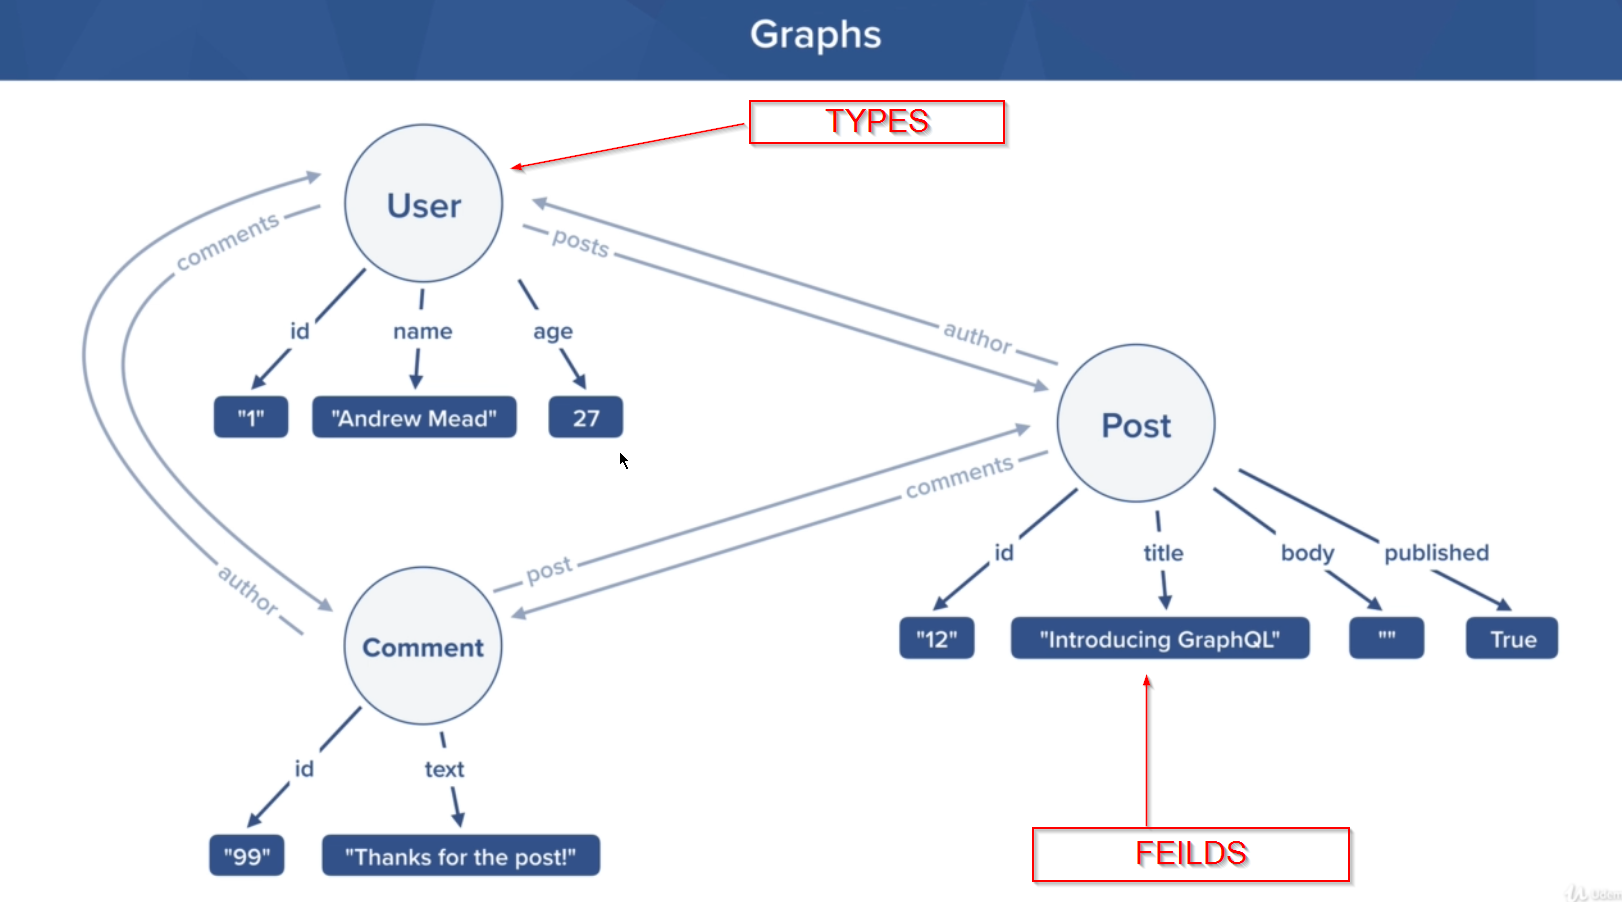 Graphs
TYPES
User
comments
posts
author
id
name
age
"1"
"Andrew Mead"
27
Post
comments
post
author
id
title
body
published
"12"
"Introducing GraphQL"
""
True
Comment
id
text
"99"
"Thanks for the post!"
FEILDS